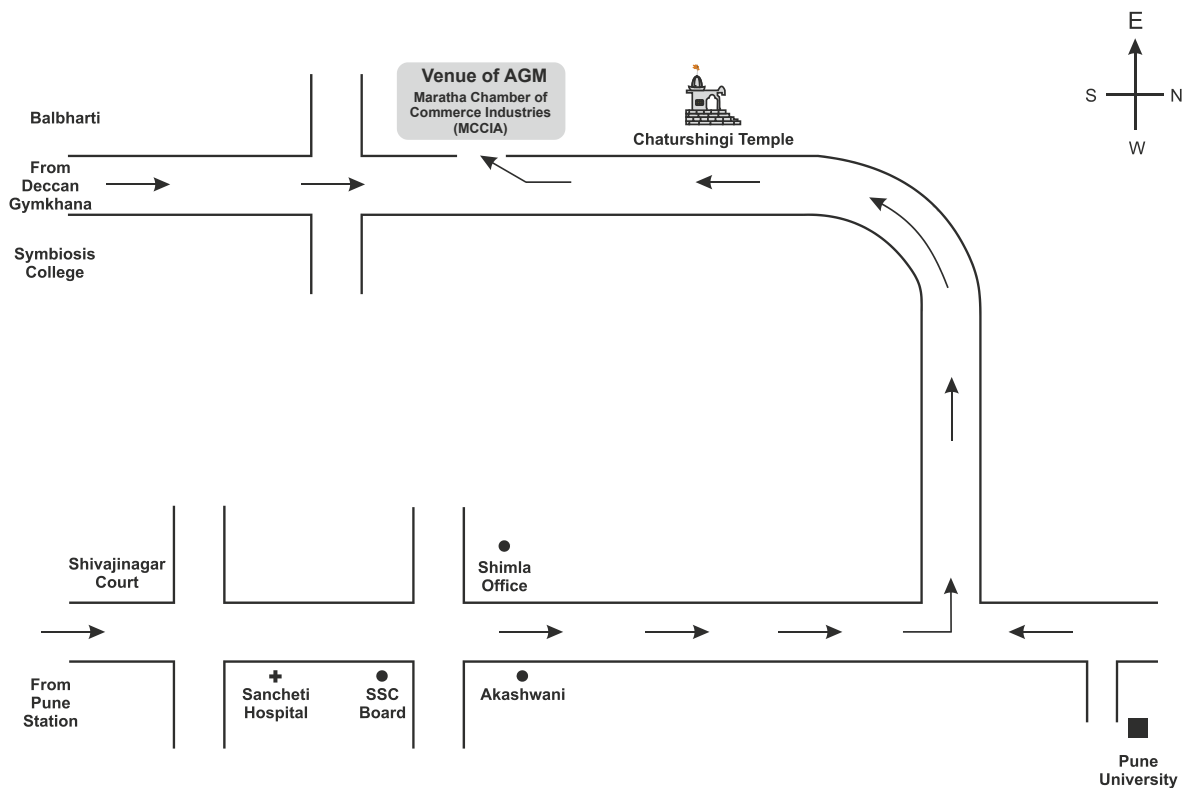 E
S
N
W
Venue of AGM
Maratha Chamber of
Commerce Industries
(MCCIA)
Chaturshingi Temple
Balbharti
From
Deccan
Gymkhana
Symbiosis
College
Shivajinagar
Court
Shimla
Office
From
Pune
Station
Sancheti
Hospital
SSC
Board
Akashwani
Pune
University